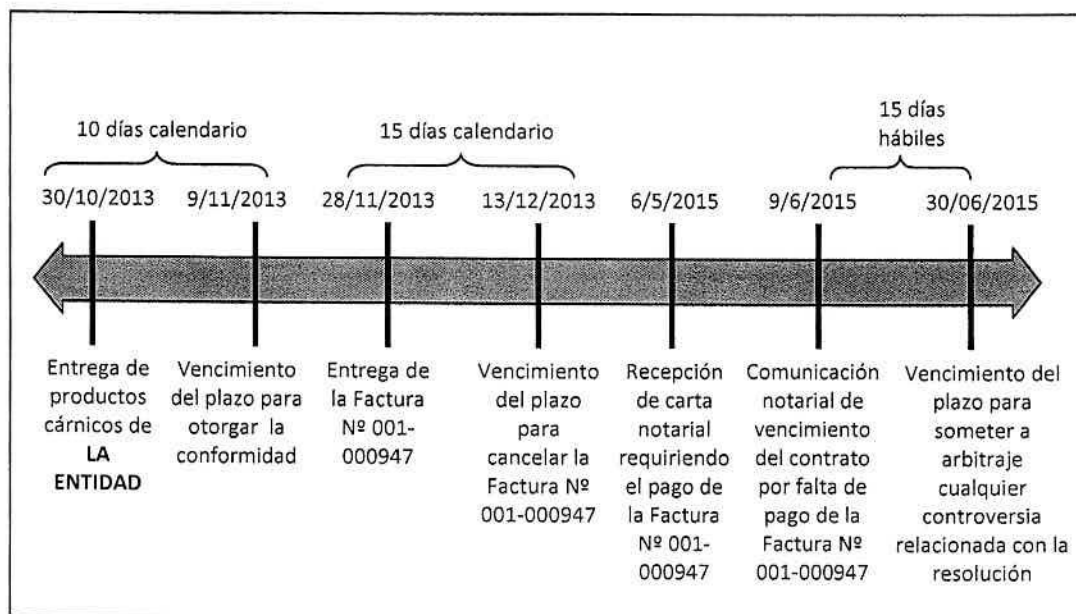 10 días calendario
15 días calendario
15 días
hábiles
30/10/2013
9/11/2013
28/11/2013
13/12/2013
6/5/2015
9/6/2015
30/06/2015
Entrega de
productos
cárnicos de
LA
ENTIDAD
Vencimiento
del plazo para
otorgar la
conformidad
Entrega de
la Factura
Nº 001-
000947
Vencimiento
del plazo
para
cancelar la
Factura Nº
001-000947
Recepción
de carta
notarial
requiriendo
el pago de
la Factura
Nº 001-
000947
Comunicación
notarial de
vencimiento
del contrato
por falta de
pago de la
Factura Nº
001-000947
Vencimiento del
plazo para
someter a
arbitraje
cualquier
controversia
relacionada con la
resolución